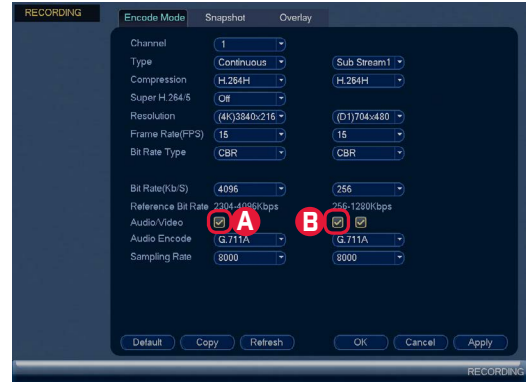 RECORDING
Encode Mode Snapshot Overlay
Channel 1
Type Continuous Sub Stream1
Compression H.264H H.264H
Super H.264/5 Off
Resolution (4K)3840x216 (D1)704x480
Frame Rate(FPS) 15 15
Bit Rate Type CBR CBR
Bit Rate(Kb/S) 4096 256
Reference Bit Rate 2304-4096Kbps 256-1280Kbps
Audio/Video A B
Audio Encode G.711A G.711A
Sampling Rate 8000 8000
Default Copy Refresh OK Cancel Apply
RECORDING